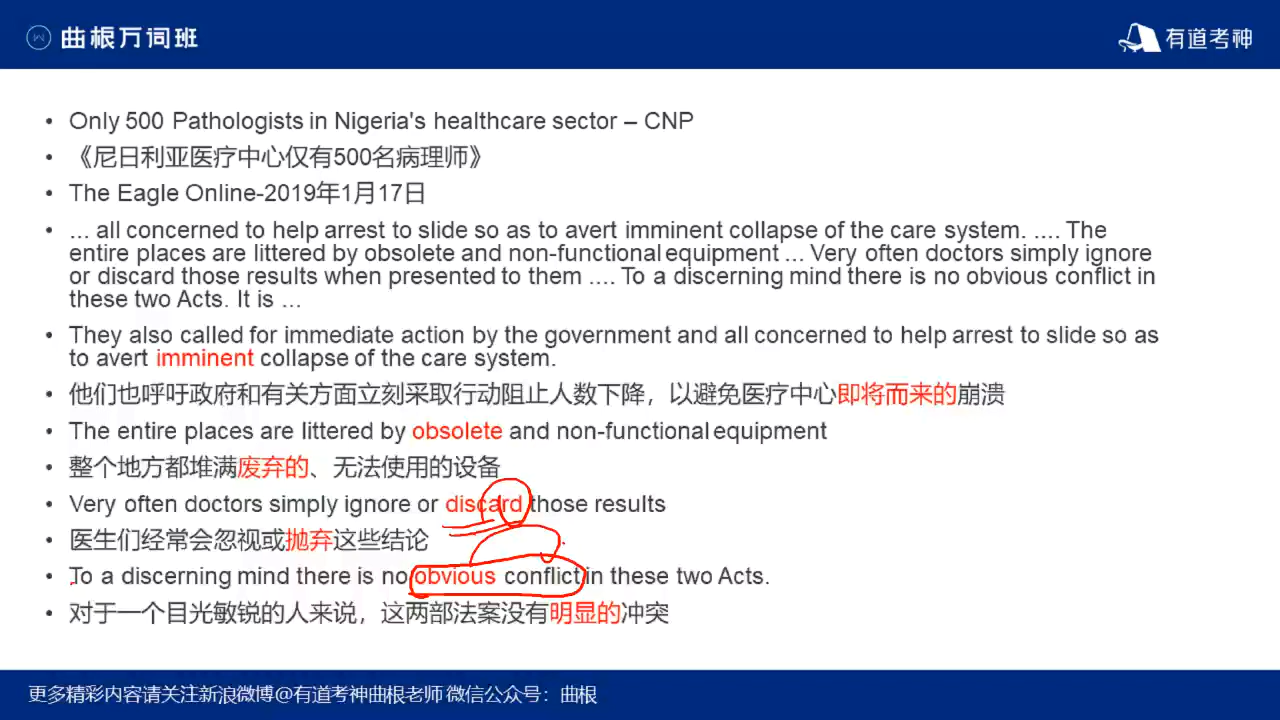 曲根万词班
有道考神
• Only 500 Pathologists in Nigeria's healthcare sector – CNP
• 《尼日利亚医疗中心仅有500名病理师》
• The Eagle Online-2019年1月17日
• ... all concerned to help arrest to slide so as to avert imminent collapse of the care system. .... The
entire places are littered by obsolete and non-functional equipment ... Very often doctors simply ignore
or discard those results when presented to them .... To a discerning mind there is no obvious conflict in
these two Acts. It is ...
• They also called for immediate action by the government and all concerned to help arrest to slide so as
to avert imminent collapse of the care system.
• 他们也呼吁政府和有关方面立刻采取行动阻止人数下降，以避免医疗中心即将而来的崩溃
• The entire places are littered by obsolete and non-functional equipment
• 整个地方都堆满废弃的、无法使用的设备
• Very often doctors simply ignore or discard those results
• 医生们经常会忽视或抛弃这些结论
• To a discerning mind there is no obvious conflict in these two Acts.
• 对于一个目光敏锐的人来说，这两部法案没有明显的冲突
更多精彩内容请关注新浪微博@有道考神曲根老师 微信公众号：曲根